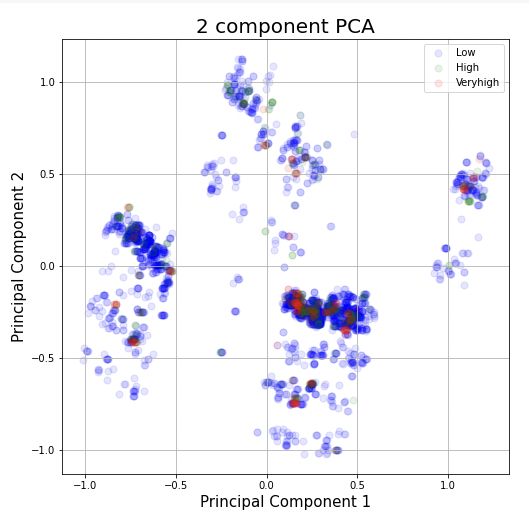 2 component PCA
Low
High
Veryhigh
1.0
0.5
0.0
−0.5
−1.0
Principal Component 2
−1.0 −0.5 0.0 0.5 1.0
Principal Component 1